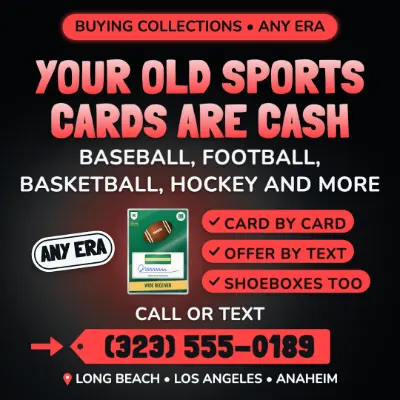 BUYING COLLECTIONS • ANY ERA
YOUR OLD SPORTS
CARDS ARE CASH
BASEBALL, FOOTBALL,
BASKETBALL, HOCKEY AND MORE
ANY ERA
WIDE RECEIVER
CARD BY CARD
OFFER BY TEXT
SHOEBOXES TOO
CALL OR TEXT
(323) 555-0189
LONG BEACH • LOS ANGELES • ANAHEIM